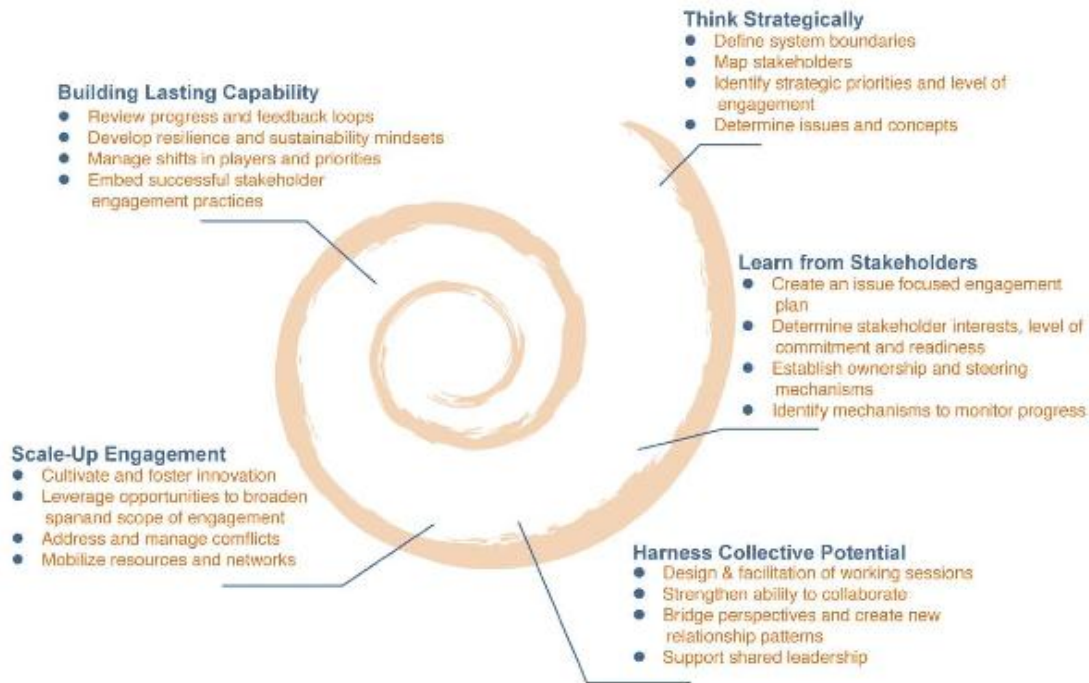 Think Strategically
Define system boundaries
Map stakeholders
Identify strategic priorities and level of
engagement
Determine issues and concepts
Learn from Stakeholders
Create an issue focused engagement
plan
Determine stakeholder interests, level of
commitment and readiness
Establish ownership and steering
mechanisms
Identify mechanisms to monitor progress
Harness Collective Potential
Design & facilitation of working sessions
Strengthen ability to collaborate
Bridge perspectives and create new
relationship patterns
Support shared leadership
Scale-Up Engagement
Cultivate and foster innovation
Leverage opportunities to broaden
spanand scope of engagement
Address and manage comflicts
Mobilize resources and networks
Building Lasting Capability
Review progress and feedback loops
Develop resilience and sustainability mindsets
Manage shifts in players and priorities
Embed successful stakeholder
engagement practices